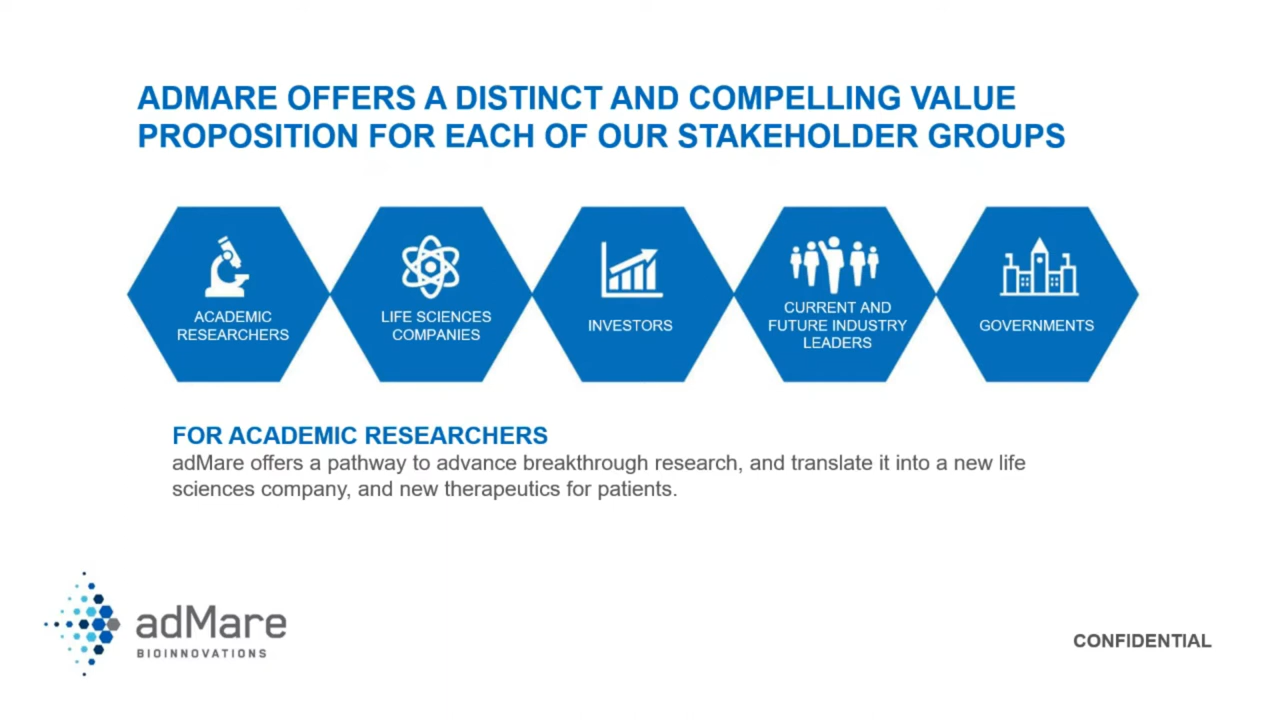 ADMARE OFFERS A DISTINCT AND COMPELLING VALUE
PROPOSITION FOR EACH OF OUR STAKEHOLDER GROUPS
ACADEMIC
RESEARCHERS
LIFE SCIENCES
COMPANIES
INVESTORS
CURRENT AND
FUTURE INDUSTRY
LEADERS
GOVERNMENTS
FOR ACADEMIC RESEARCHERS
adMare offers a pathway to advance breakthrough research, and translate it into a new life
sciences company, and new therapeutics for patients.
adMare
BIOINNOVATIONS
CONFIDENTIAL